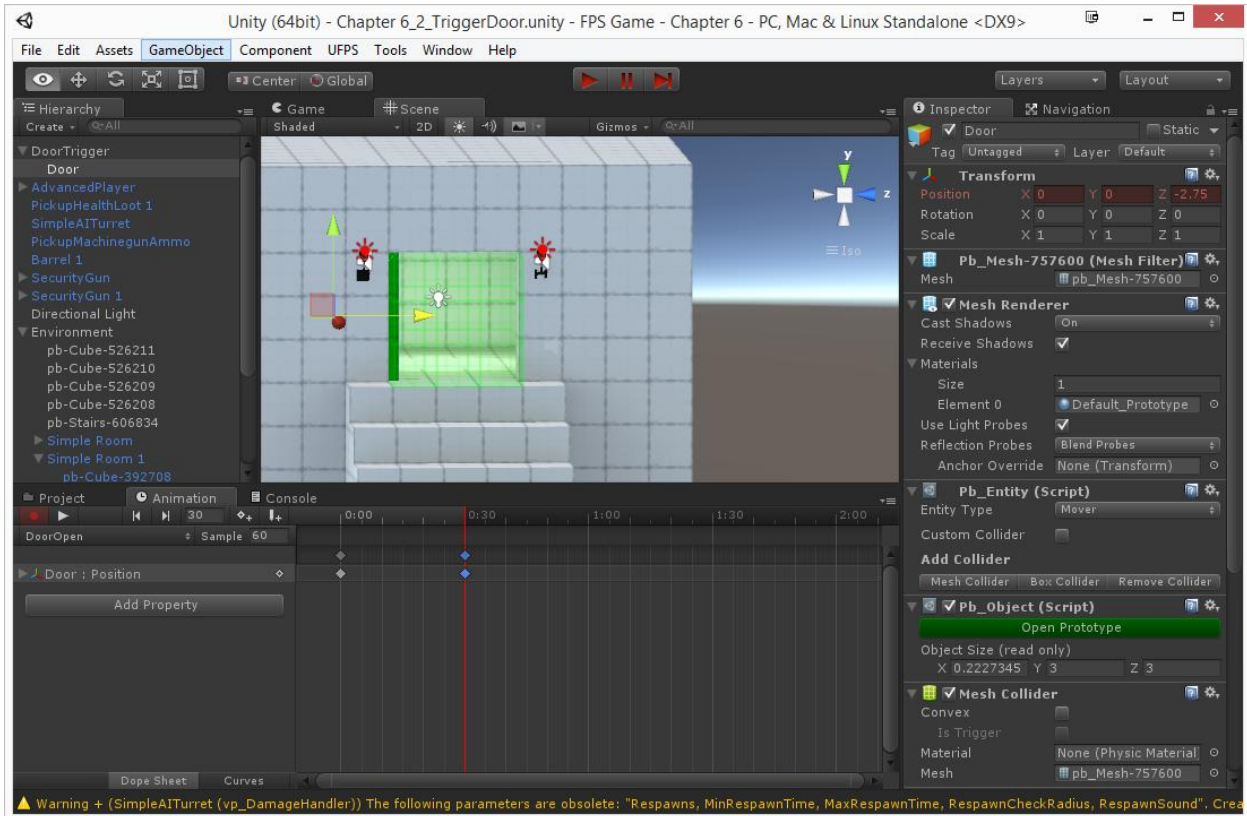 Unity (64bit) - Chapter 6_2_TriggerDoor.unity - FPS Game - Chapter 6 - PC, Mac & Linux Standalone <DX9>
File Edit Assets GameObject Component UFPS Tools Window Help
Center Global Layers Layout
Hierarchy
Create All
DoorTrigger
Door
AdvancedPlayer
PickupHealthLoot 1
SimpleAITurret
PickupMachinegunAmmo
Barrel 1
SecurityGun
SecurityGun 1
Directional Light
Environment
pb-Cube-526211
pb-Cube-526210
pb-Cube-526209
pb-Cube-526208
pb-Stairs-606834
Simple Room
Simple Room 1
pb-Cube-392708
Game Scene
Shaded 2D Gizmos All
y
z
Iso
Project Animation Console
30 0:00 0:30 1:00 1:30 2:00
DoorOpen Sample 60
Door : Position
Add Property
Dope Sheet Curves
Inspector Navigation
Door Static
Tag Untagged Layer Default
Transform
Position X 0 Y 0 Z -2.75
Rotation X 0 Y 0 Z 0
Scale X 1 Y 1 Z 1
Pb_Mesh-757600 (Mesh Filter)
Mesh pb_Mesh-757600
Mesh Renderer
Cast Shadows On
Receive Shadows
Materials
Size 1
Element 0 Default_Prototype
Use Light Probes
Reflection Probes Blend Probes
Anchor Override None (Transform)
Pb_Entity (Script)
Entity Type Mover
Custom Collider
Add Collider
Mesh Collider Box Collider Remove Collider
Pb_Object (Script)
Open Prototype
Object Size (read only)
X 0.2227345 Y 3 Z 3
Mesh Collider
Convex
Is Trigger
Material None (Physic Material)
Mesh pb_Mesh-757600
Warning + (SimpleAITurret (vp_DamageHandler)) The following parameters are obsolete: "Respawns, MinRespawnTime, MaxRespawnTime, RespawnCheckRadius, RespawnSound". Crea